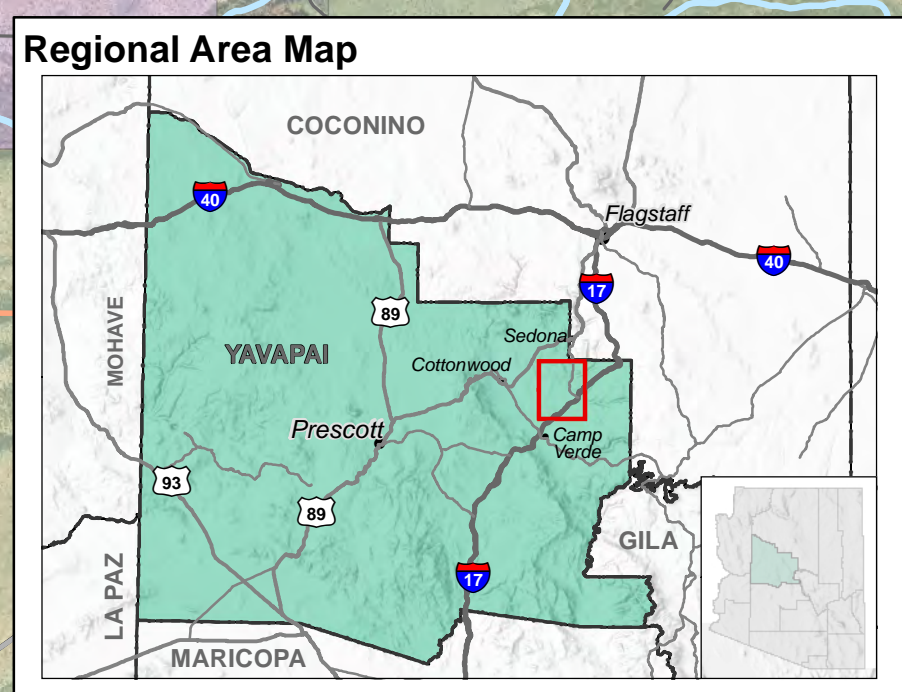 Regional Area Map
COCONINO
40
Flagstaff
40
17
MOHAVE
89
Sedona
YAVAPAI
Cottonwood
Prescott
Camp
Verde
93
89
GILA
17
LA PAZ
MARICOPA